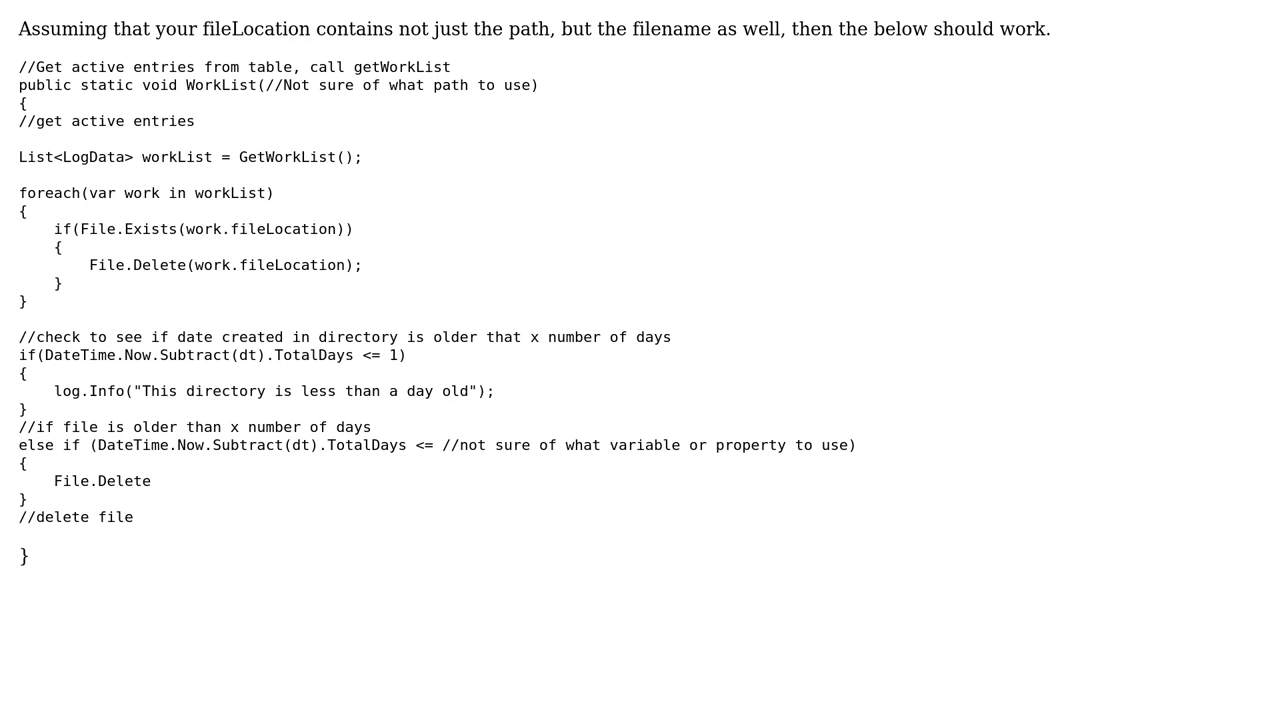 Assuming that your fileLocation contains not just the path, but the filename as well, then the below should work.
//Get active entries from table, call getWorkList
public static void WorkList(//Not sure of what path to use)
{
//get active entries

List<LogData> workList = GetWorkList();

foreach(var work in workList)
{
    if(File.Exists(work.fileLocation))
    {
        File.Delete(work.fileLocation);
    }
}

//check to see if date created in directory is older that x number of days
if(DateTime.Now.Subtract(dt).TotalDays <= 1)
{
    log.Info("This directory is less than a day old");
}
//if file is older than x number of days
else if (DateTime.Now.Subtract(dt).TotalDays <= //not sure of what variable or property to use)
{
    File.Delete
}
//delete file

}